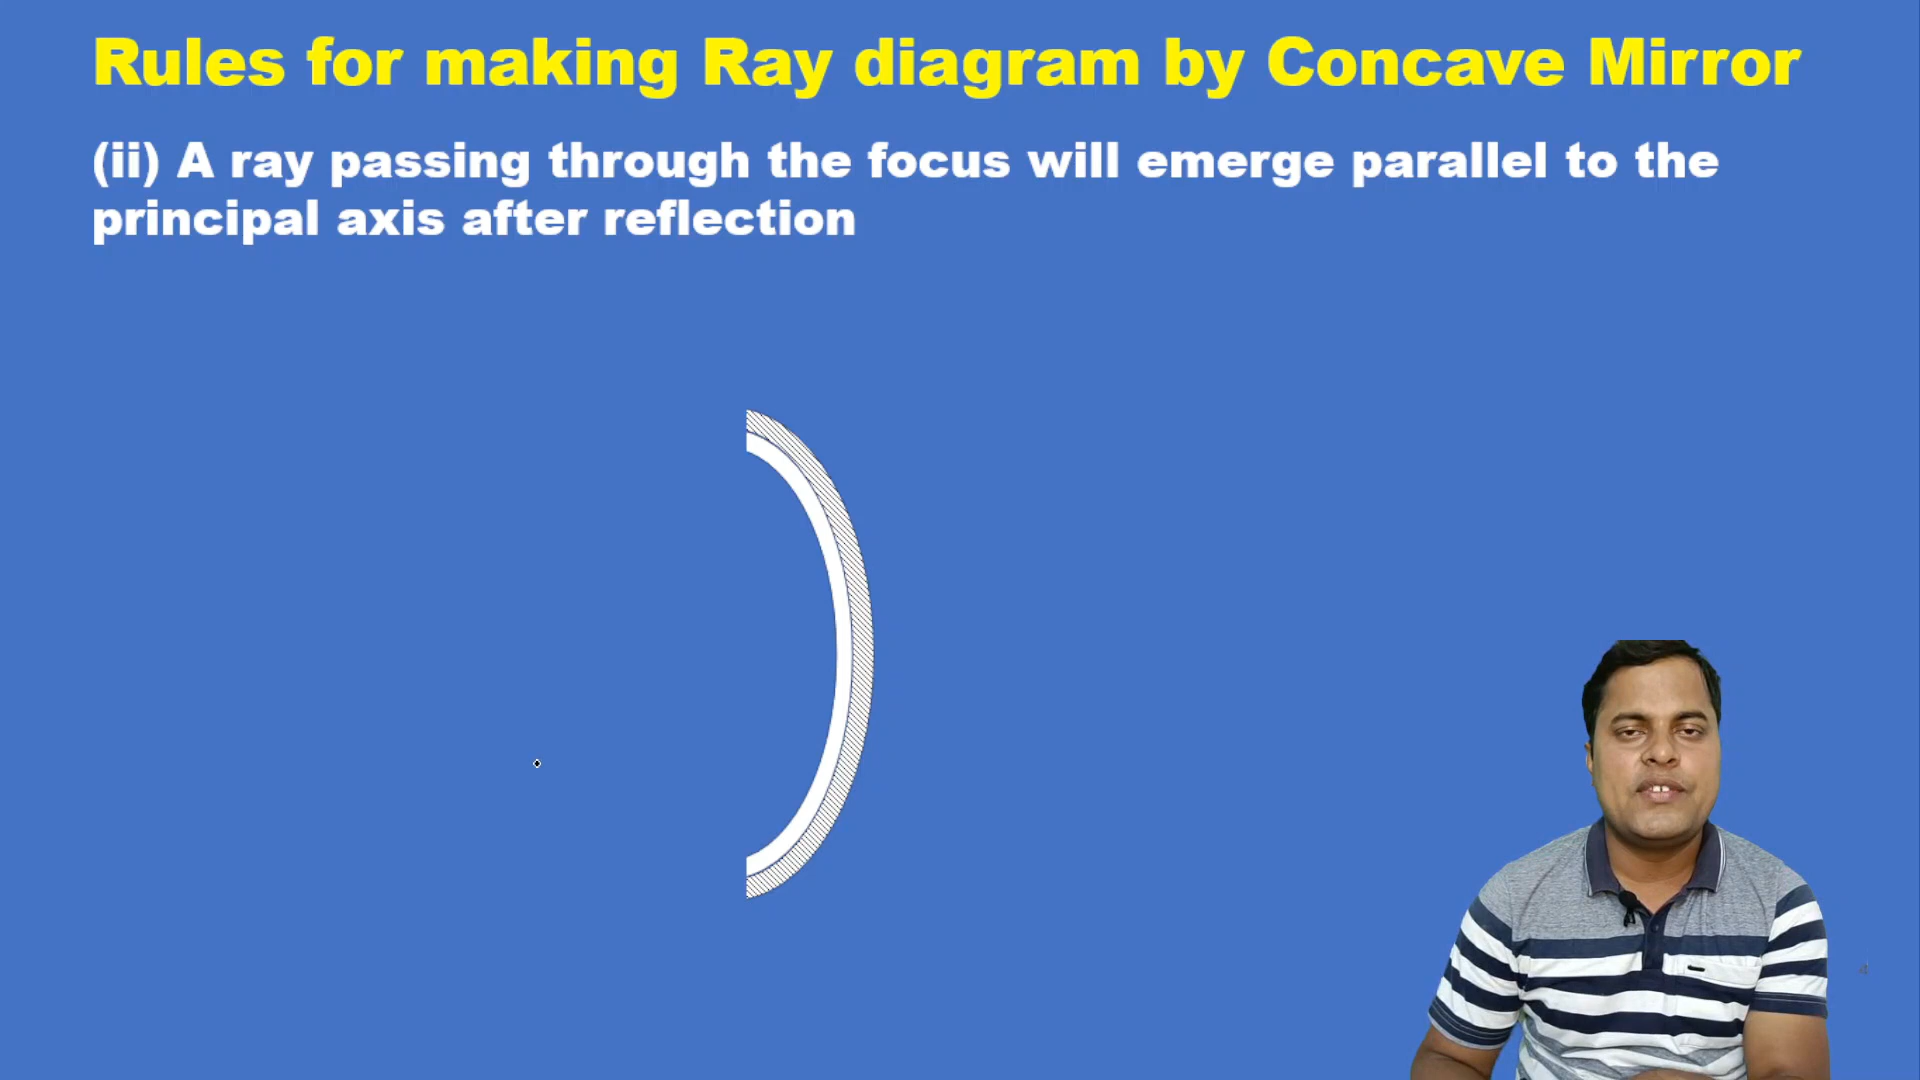 Rules for making Ray diagram by Concave Mirror
(ii) A ray passing through the focus will emerge parallel to the
principal axis after reflection
4